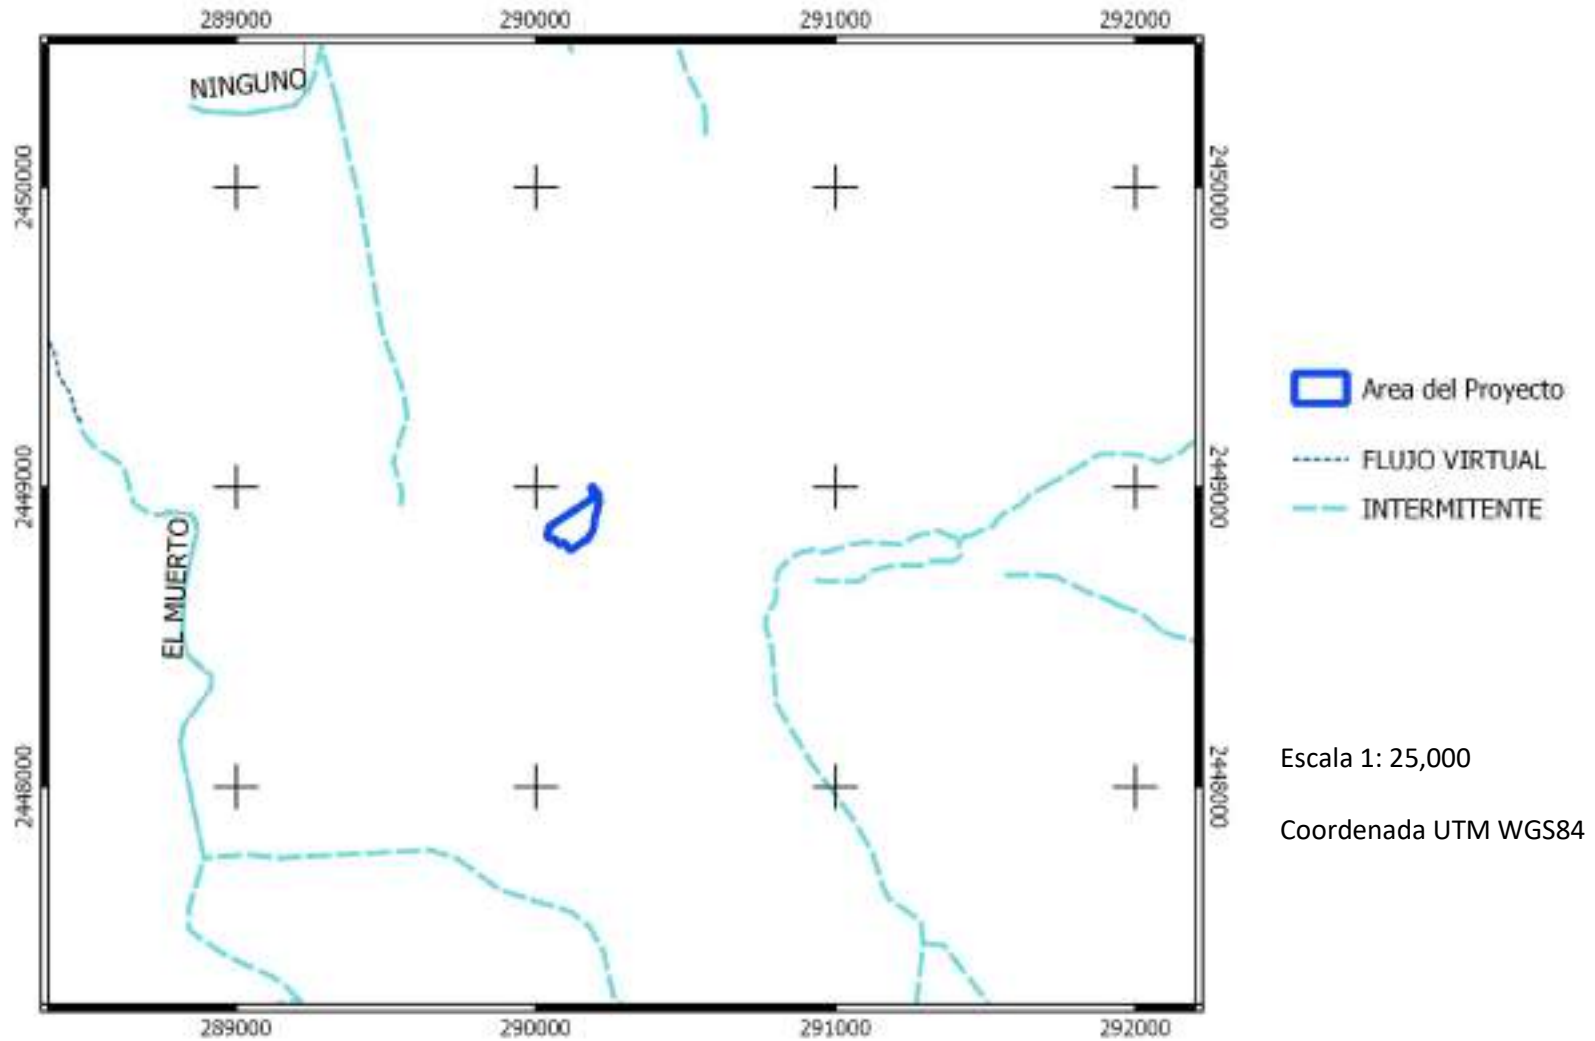 289000
290000
291000
292000
NINGUNO
2450000
2450000
2449000
2449000
EL MUERTO
2448000
2448000
289000
290000
291000
292000
Area del Proyecto
FLUJO VIRTUAL
INTERMITENTE
Escala 1: 25,000
Coordenada UTM WGS84